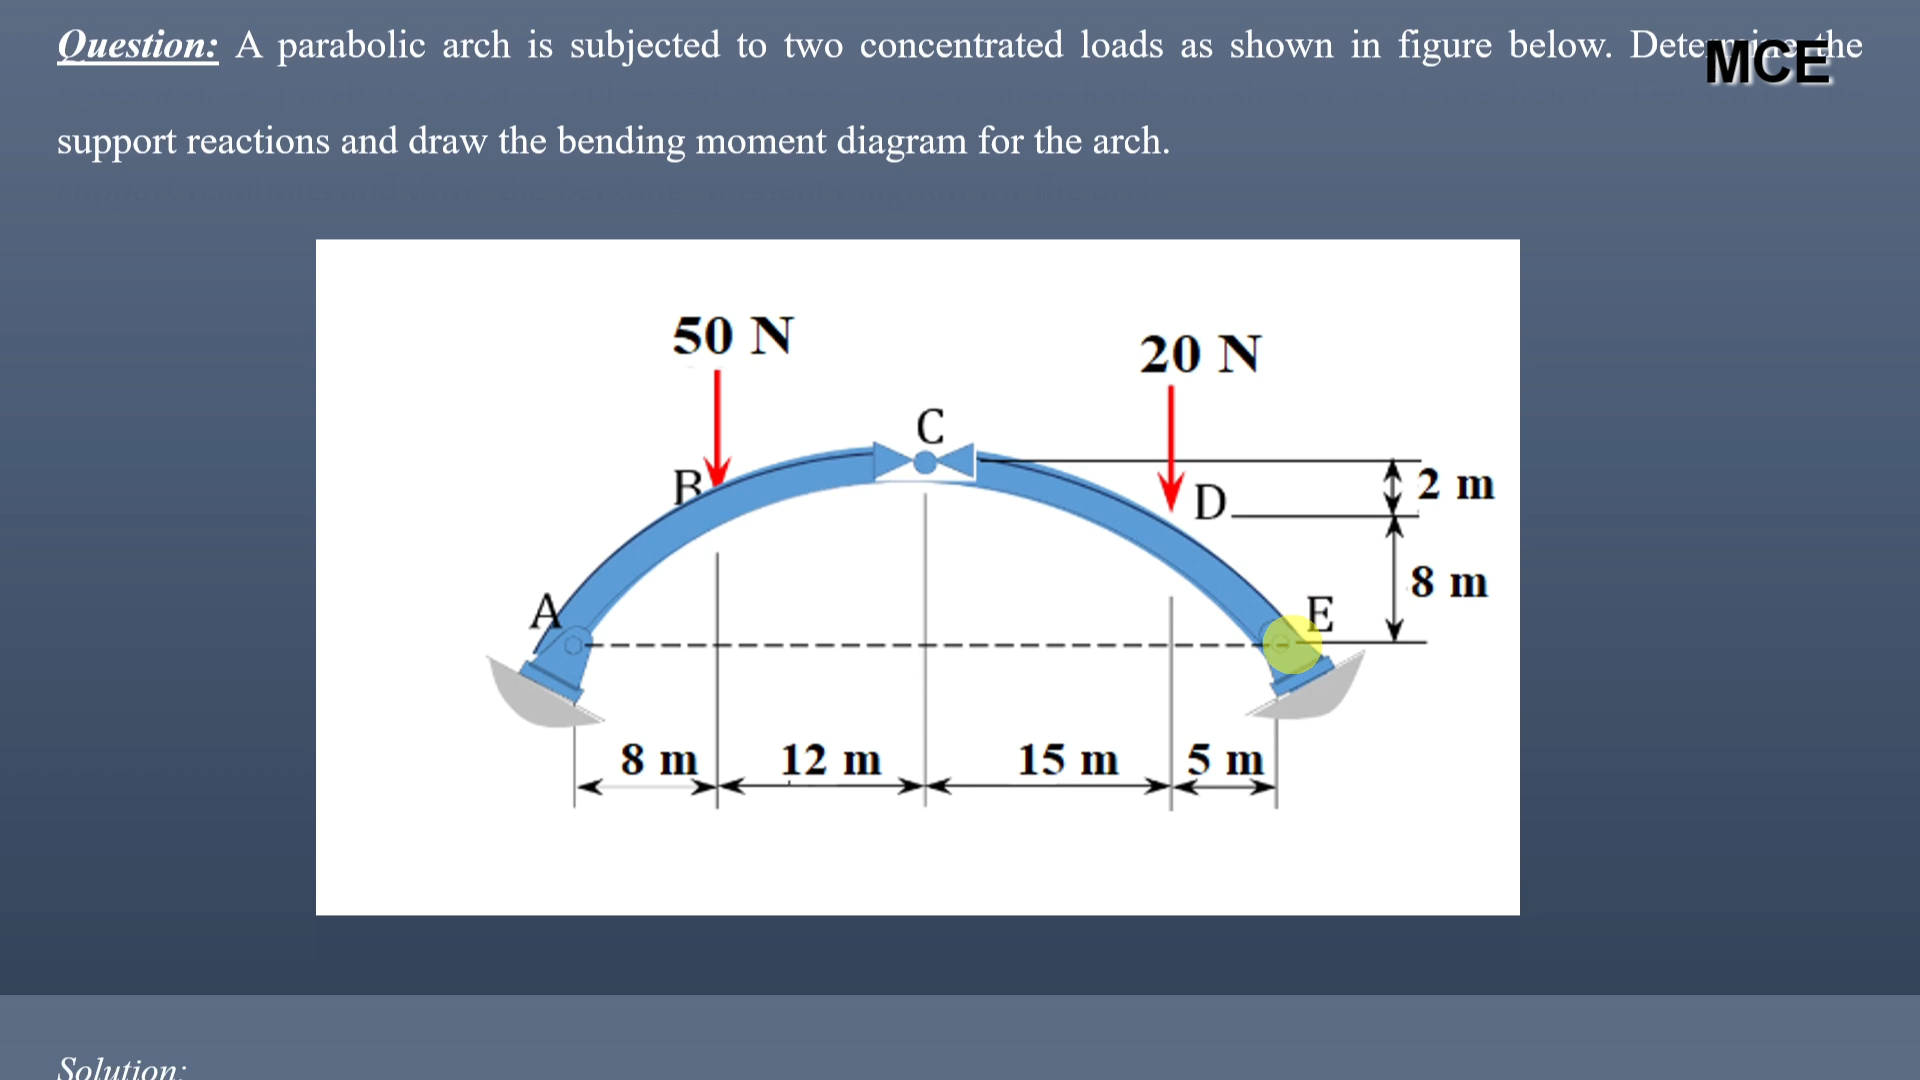 Question: A parabolic arch is subjected to two concentrated loads as shown in figure below. Determine the
MCE
support reactions and draw the bending moment diagram for the arch.
50 N
20 N
C
B
D
2 m
8 m
A
E
8 m
12 m
15 m
5 m
Solution: